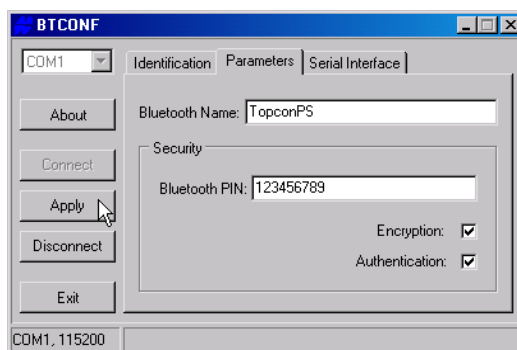 BTCONF
COM1
Identification
Parameters
Serial Interface
About
Bluetooth Name: TopconPS
Security
Connect
Bluetooth PIN: 123456789
Apply
Encryption:
Disconnect
Authentication:
Exit
COM1, 115200